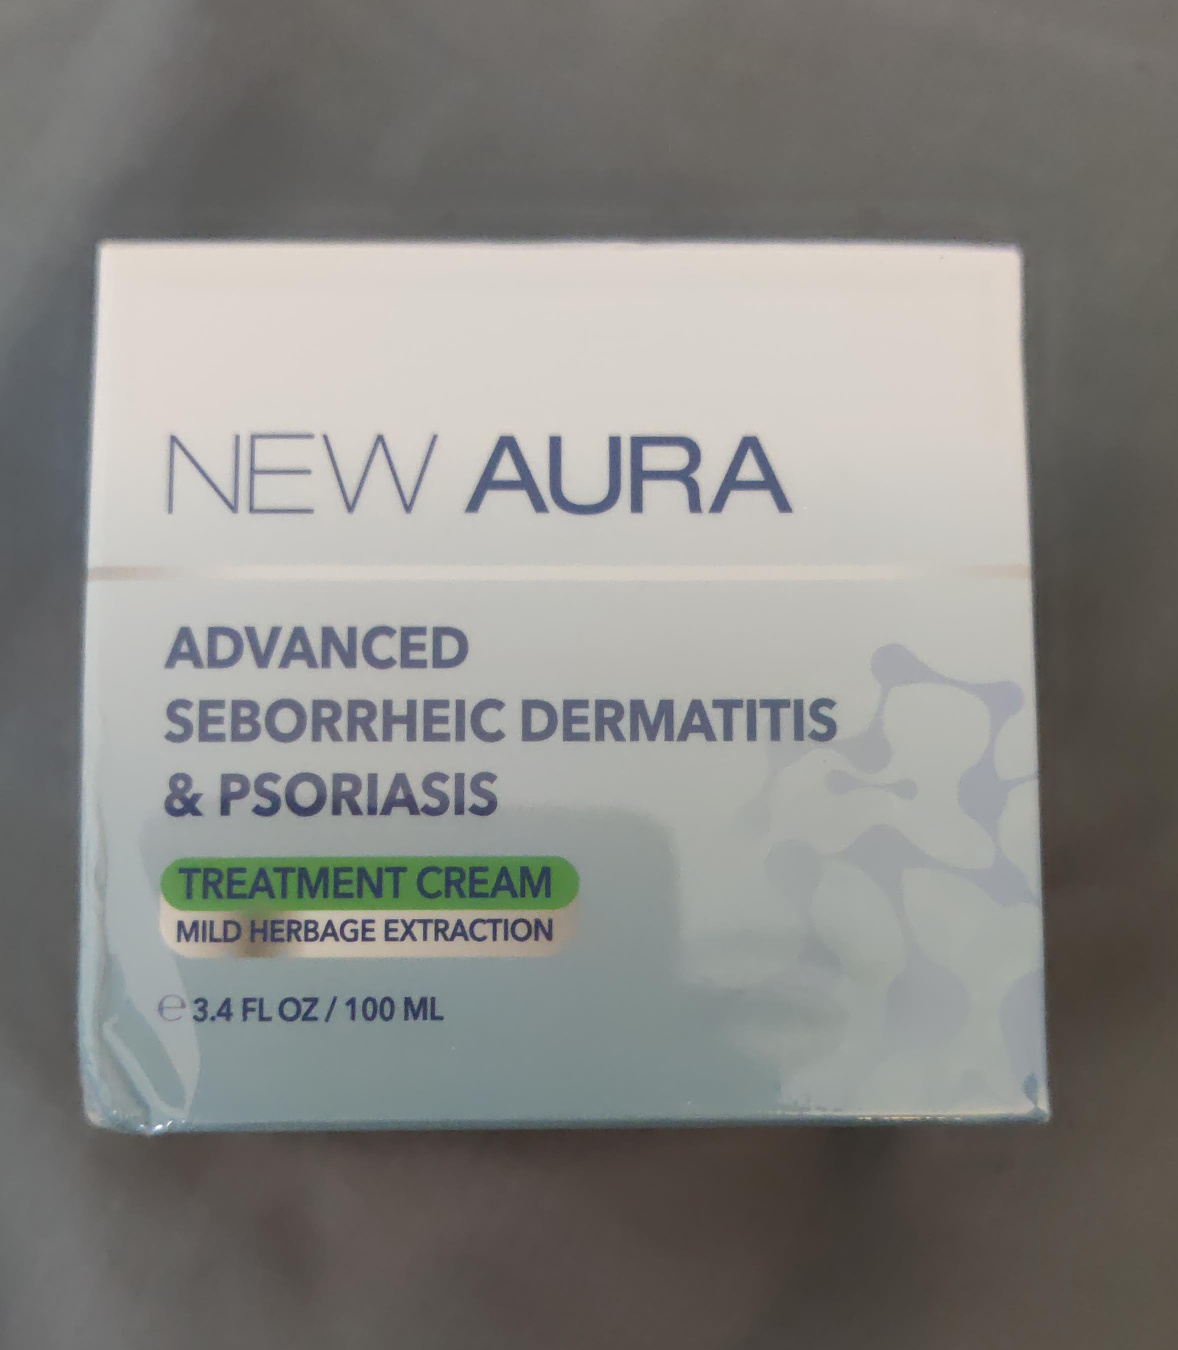 NEW AURA
ADVANCED
SEBORRHEIC DERMATITIS
& PSORIASIS
TREATMENT CREAM
MILD HERBAGE EXTRACTION
℮ 3.4 FL OZ / 100 ML